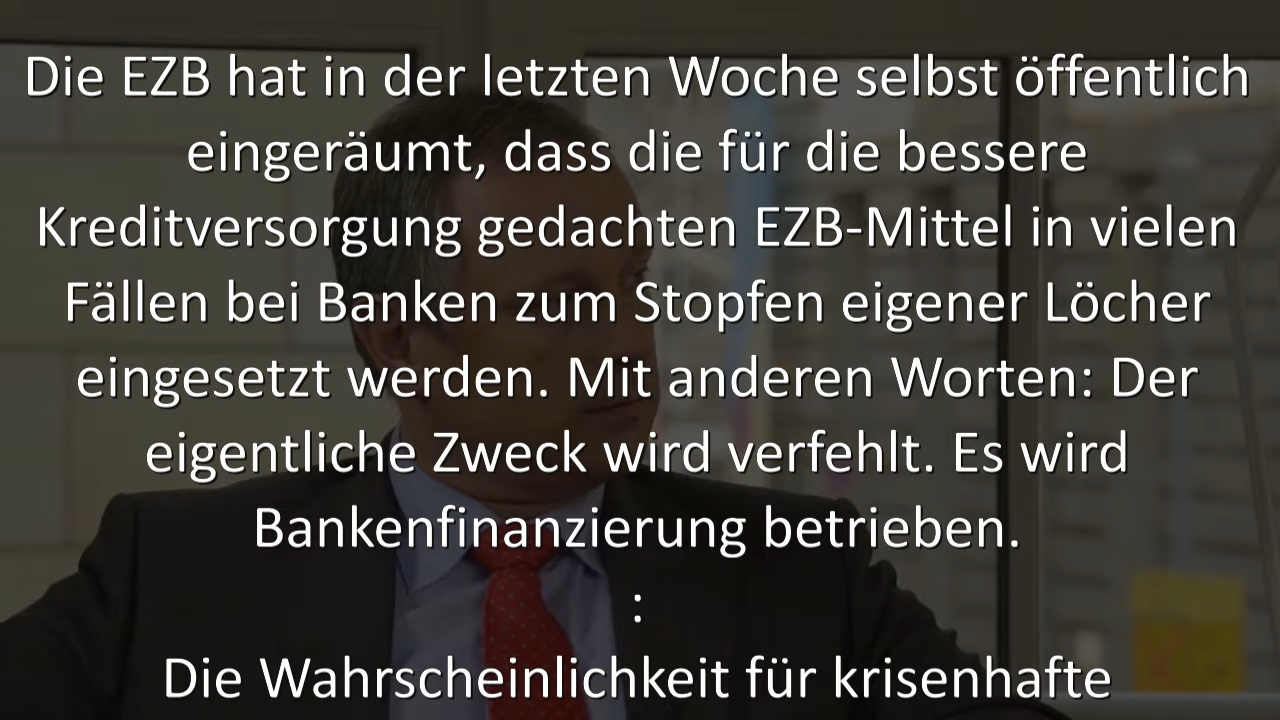 Die EZB hat in der letzten Woche selbst öffentlich
eingeräumt, dass die für die bessere
Kreditversorgung gedachten EZB-Mittel in vielen
Fällen bei Banken zum Stopfen eigener Löcher
eingesetzt werden. Mit anderen Worten: Der
eigentliche Zweck wird verfehlt. Es wird
Bankenfinanzierung betrieben.
:
Die Wahrscheinlichkeit für krisenhafte